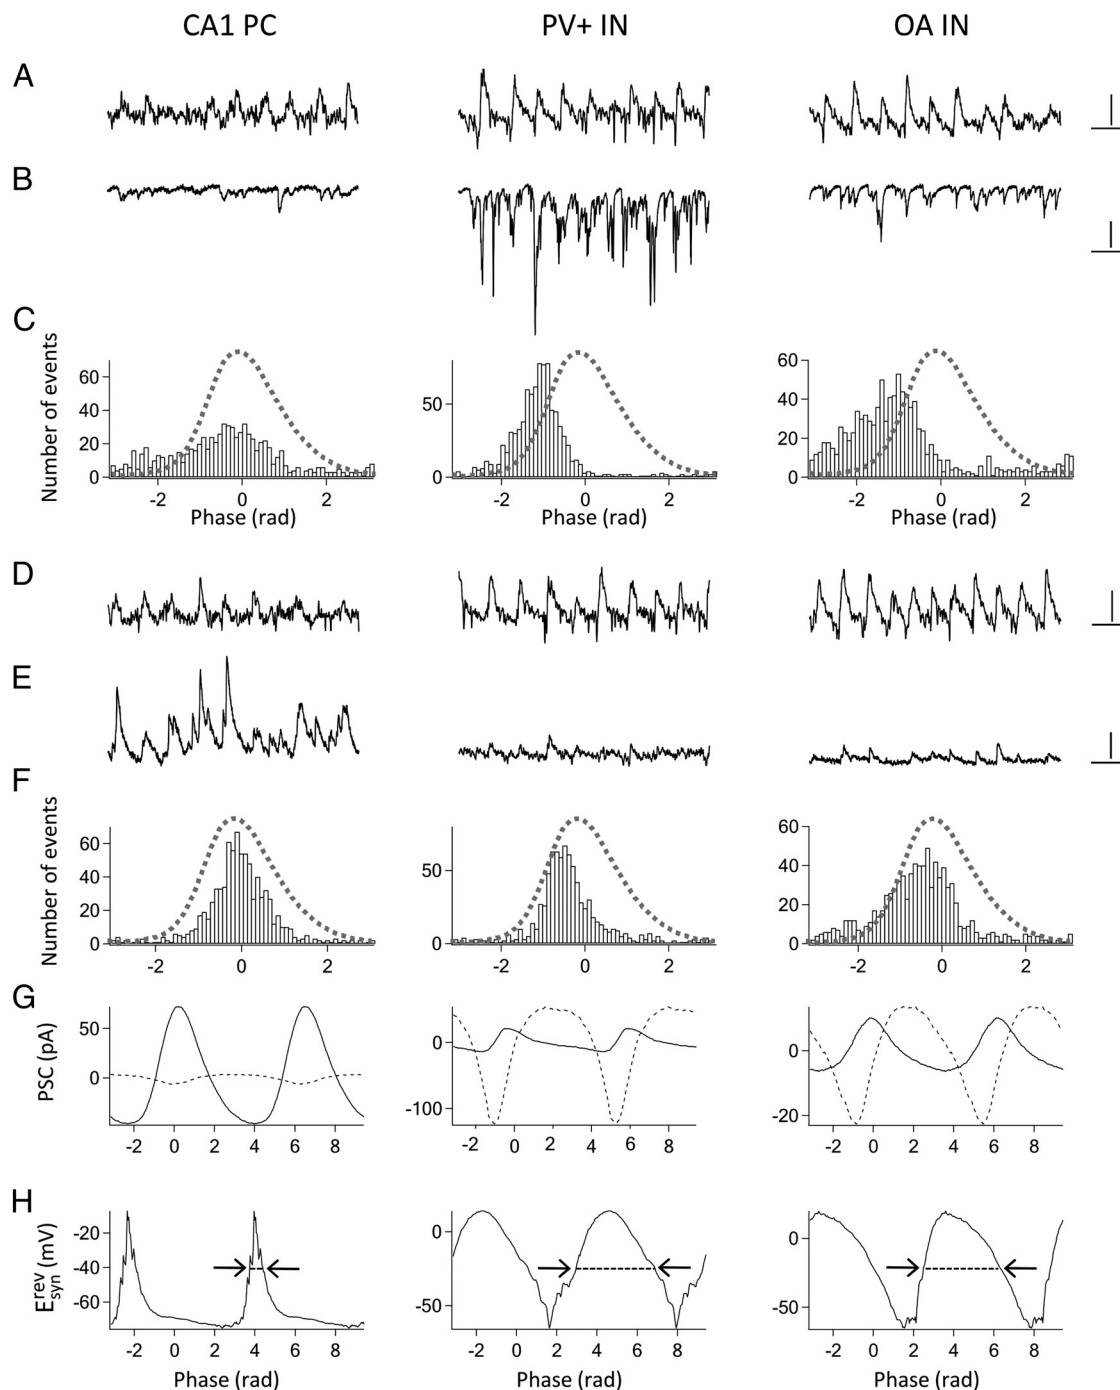 CA1 PC PV+ IN OA IN
A
B
C
Number of events
60
40
20
0
50
0
60
40
20
0
-2 0 2
-2 0 2
-2 0 2
Phase (rad) Phase (rad) Phase (rad)
D
E
F
Number of events
60
40
20
0
50
0
60
40
20
0
-2 0 2
-2 0 2
-2 0 2
G
PSC (pA)
50
0
0
-100
0
-20
-2 0 2 4 6 8
-2 0 2 4 6 8
-2 0 2 4 6 8
H
E rev syn (mV)
-20
-40
-60
0
-50
0
-50
-2 0 2 4 6 8
-2 0 2 4 6 8
-2 0 2 4 6 8
Phase (rad) Phase (rad) Phase (rad)